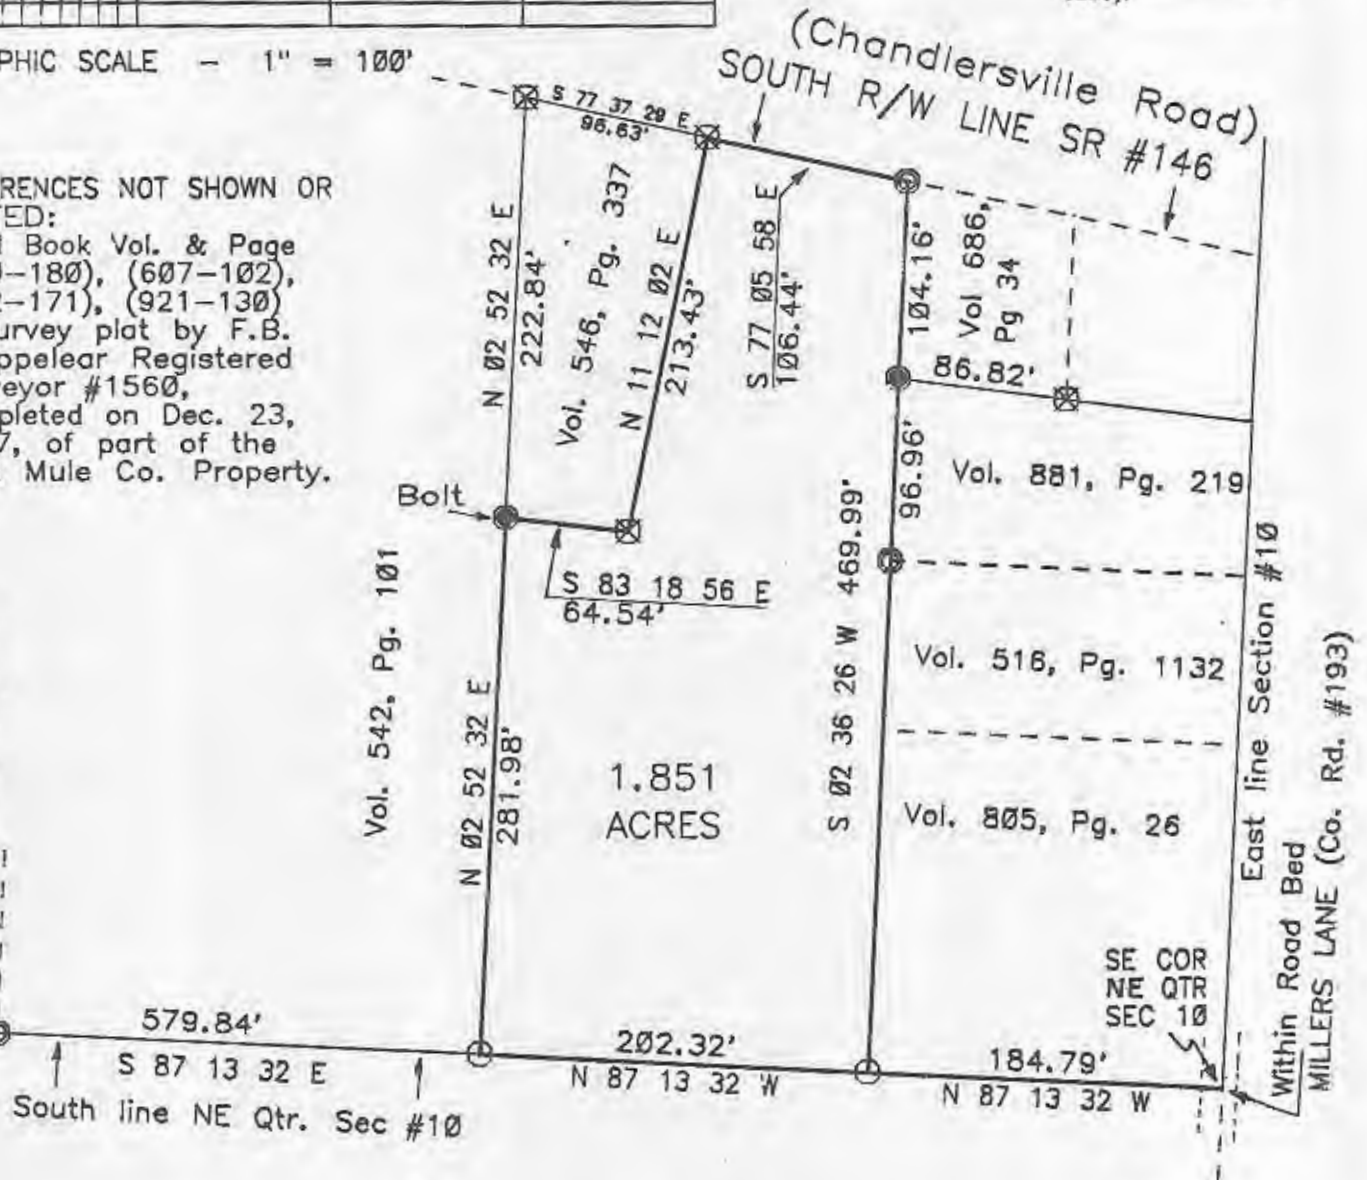 PHIC SCALE - 1" = 100'
(Chandlersville Road)
SOUTH R/W LINE SR #146
RENCES NOT SHOWN OR
TED:
Book Vol. & Page
-180), (607-102),
-171), (921-130)
urvey plat by F.B.
ppelear Registered
veyor #1560,
pleted on Dec. 23,
7, of part of the
Mule Co. Property.
S 77 37 29 E
96.63'
N 02 52 32 E
222.84'
Vol. 546, Pg. 337
N 11 12 02 E
213.43'
S 77 05 58 E
106.44'
104.16'
Vol 686,
Pg 34
86.82'
96.96'
Vol. 881, Pg. 219
Bolt
S 83 18 56 E
64.54'
Vol. 542, Pg. 101
N 02 52 32 E
281.98'
1.851
ACRES
S 02 36 26 W 469.99'
Vol. 516, Pg. 1132
Vol. 805, Pg. 26
East line Section #10
Within Road Bed
MILLERS LANE (Co. Rd. #193)
SE COR
NE QTR
SEC 10
579.84'
S 87 13 32 E
South line NE Qtr. Sec #10
202.32'
N 87 13 32 W
184.79'
N 87 13 32 W